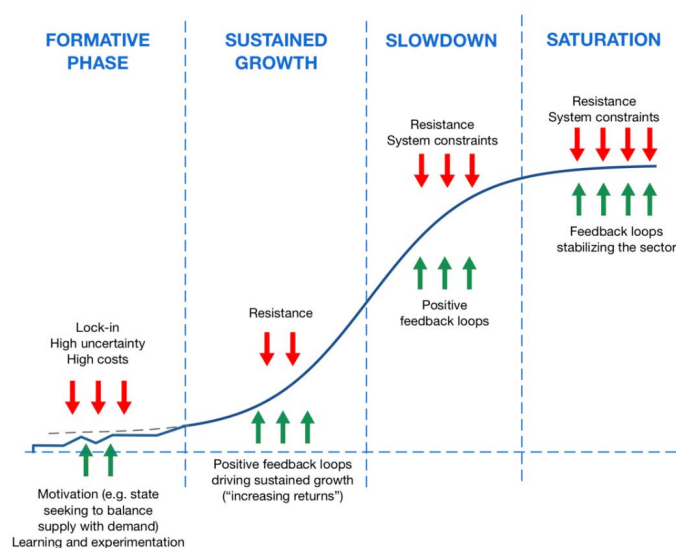 FORMATIVE
PHASE
SUSTAINED
GROWTH
SLOWDOWN
SATURATION
Resistance
System constraints
Resistance
System constraints
Feedback loops
stabilizing the sector
Positive
feedback loops
Resistance
Lock-in
High uncertainty
High costs
Positive feedback loops
driving sustained growth
(“increasing returns”)
Motivation (e.g. state
seeking to balance
supply with demand)
Learning and experimentation